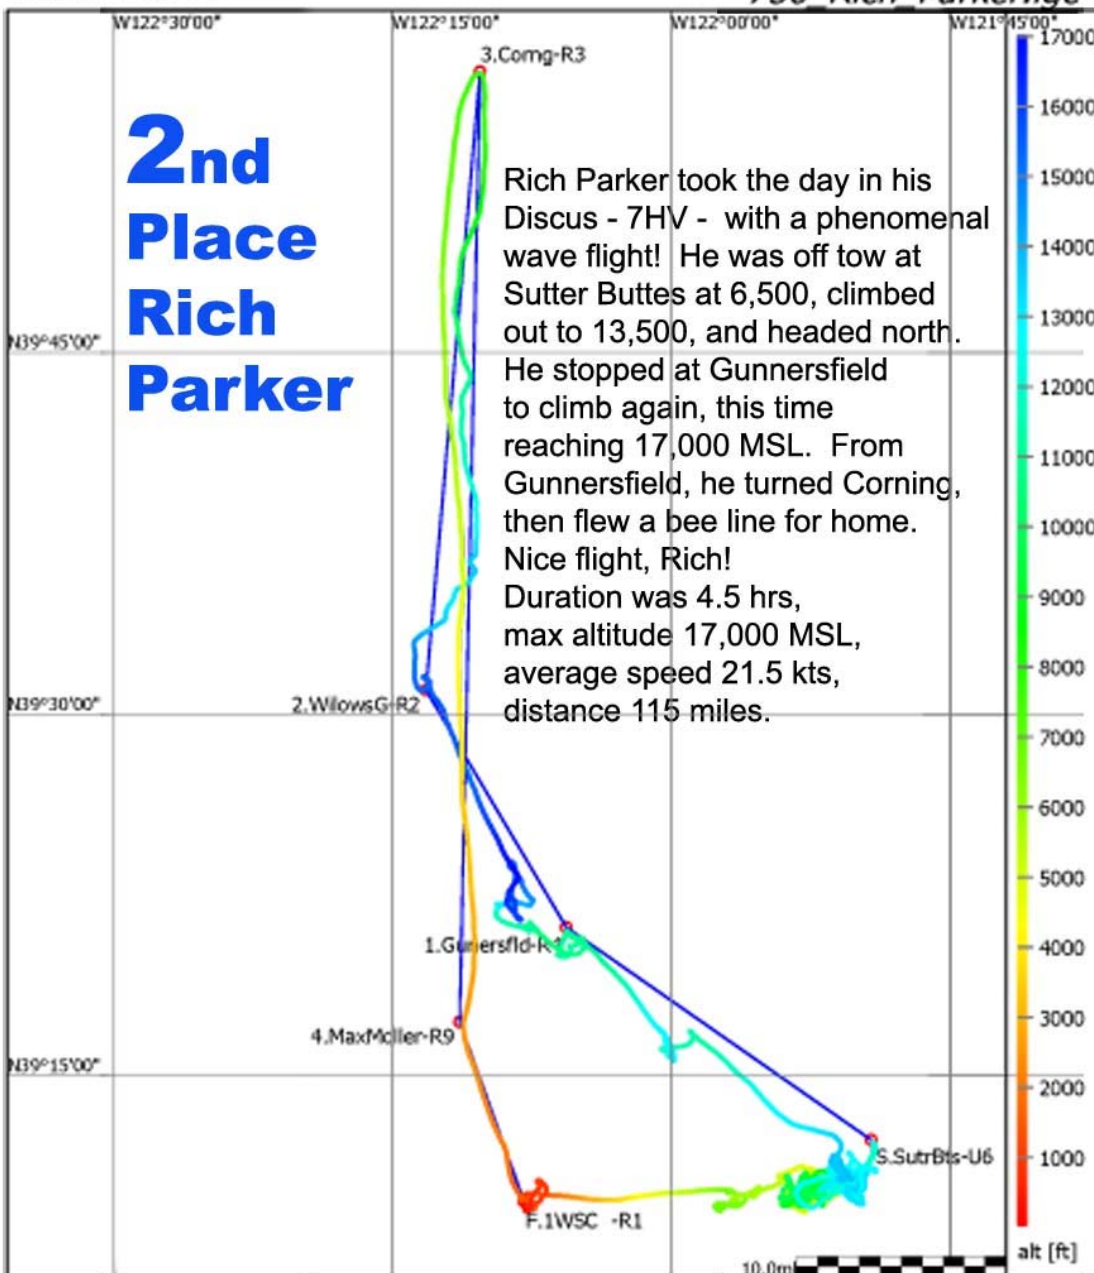 W122°30'00"
W122°15'00"
W122°00'00"
W121°45'00"
3.Corng-R3
17000
16000
15000
14000
13000
12000
11000
10000
9000
8000
7000
6000
5000
4000
3000
2000
1000
alt [ft]
2nd
Place
Rich
Parker
Rich Parker took the day in his
Discus - 7HV - with a phenomenal
wave flight! He was off tow at
Sutter Buttes at 6,500, climbed
out to 13,500, and headed north.
He stopped at Gunnersfield
to climb again, this time
reaching 17,000 MSL. From
Gunnersfield, he turned Corning,
then flew a bee line for home.
Nice flight, Rich!
Duration was 4.5 hrs,
max altitude 17,000 MSL,
average speed 21.5 kts,
distance 115 miles.
N39°45'00"
2.WilowsG-R2
N39°30'00"
1.Gunersfld-R
4.MaxMoller-R9
N39°15'00"
S.SutrBts-U6
F.1WSC -R1
10.0m